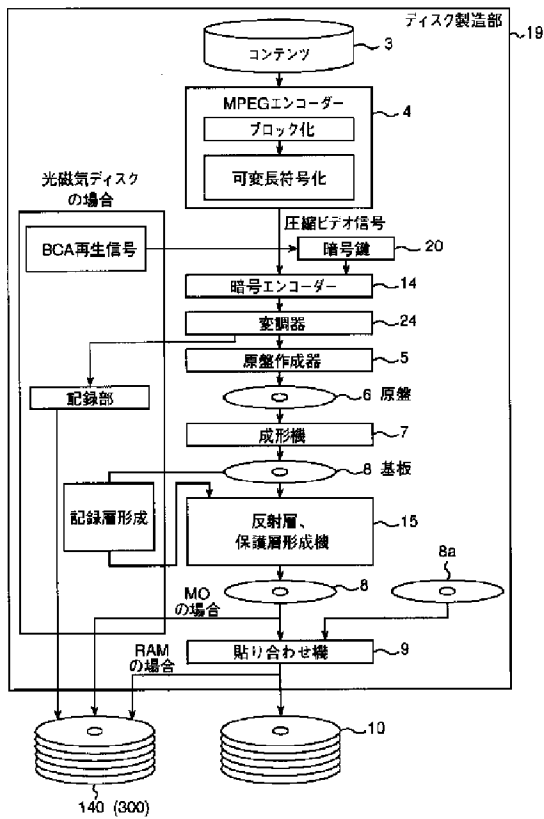 ディスク製造部
19
コンテンツ
3
MPEGエンコーダー
4
ブロック化
可変長符号化
光磁気ディスク
の場合
圧縮ビデオ信号
BCA再生信号
暗号鍵
20
暗号エンコーダー
14
変調器
24
原盤作成器
5
記録部
6 原盤
成形機
7
8 基板
記録層形成
反射層、
保護層形成機
15
8
8a
MO
の場合
RAM
の場合
貼り合わせ機
9
10
140 (300)